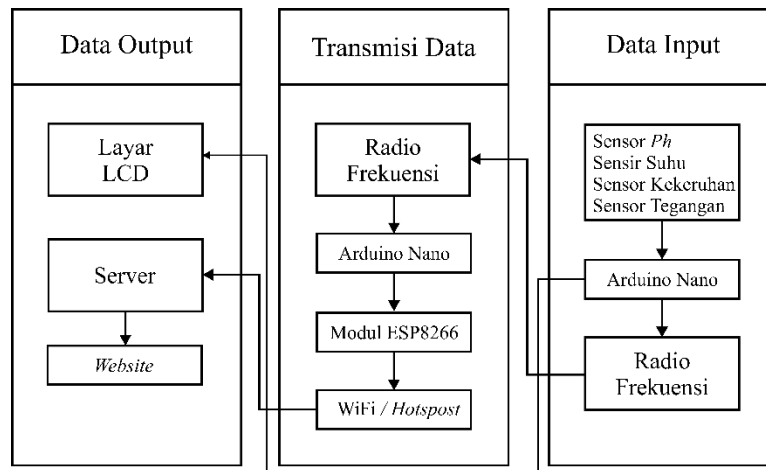 Data Output
Layar
LCD
Server
Website
Transmisi Data
Radio
Frekuensi
Arduino Nano
Modul ESP8266
WiFi / Hotspost
Data Input
Sensor Ph
Sensir Suhu
Sensor Kekeruhan
Sensor Tegangan
Arduino Nano
Radio
Frekuensi